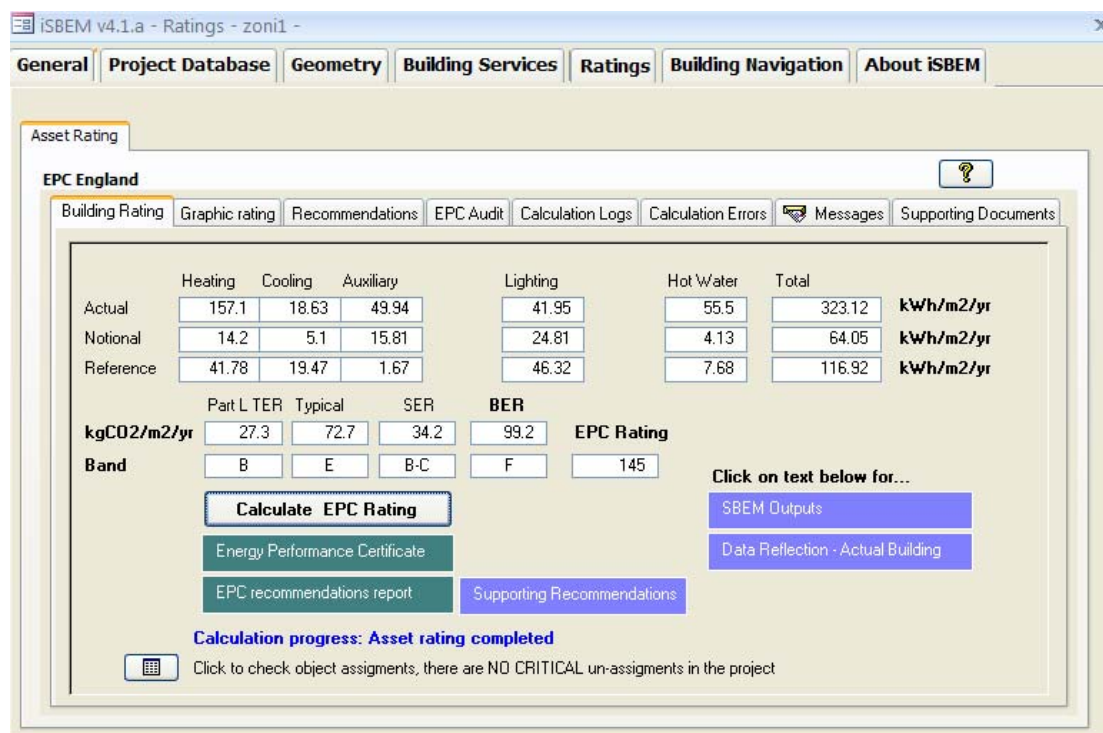 iSBEM v4.1.a - Ratings - zoni1 -
General Project Database Geometry Building Services Ratings Building Navigation About iSBEM
Asset Rating
EPC England
?
Building Rating Graphic rating Recommendations EPC Audit Calculation Logs Calculation Errors Messages Supporting Documents
Heating Cooling Auxiliary Lighting Hot Water Total
Actual 157.1 18.63 49.94 41.95 55.5 323.12 kWh/m2/yr
Notional 14.2 5.1 15.81 24.81 4.13 64.05 kWh/m2/yr
Reference 41.78 19.47 1.67 46.32 7.68 116.92 kWh/m2/yr
Part L TER Typical SER BER
kgCO2/m2/yr 27.3 72.7 34.2 99.2 EPC Rating
Band B E B-C F 145
Click on text below for...
Calculate EPC Rating SBEM Outputs
Energy Performance Certificate Data Reflection - Actual Building
EPC recommendations report Supporting Recommendations
Calculation progress: Asset rating completed
Click to check object assigments, there are NO CRITICAL un-assigments in the project